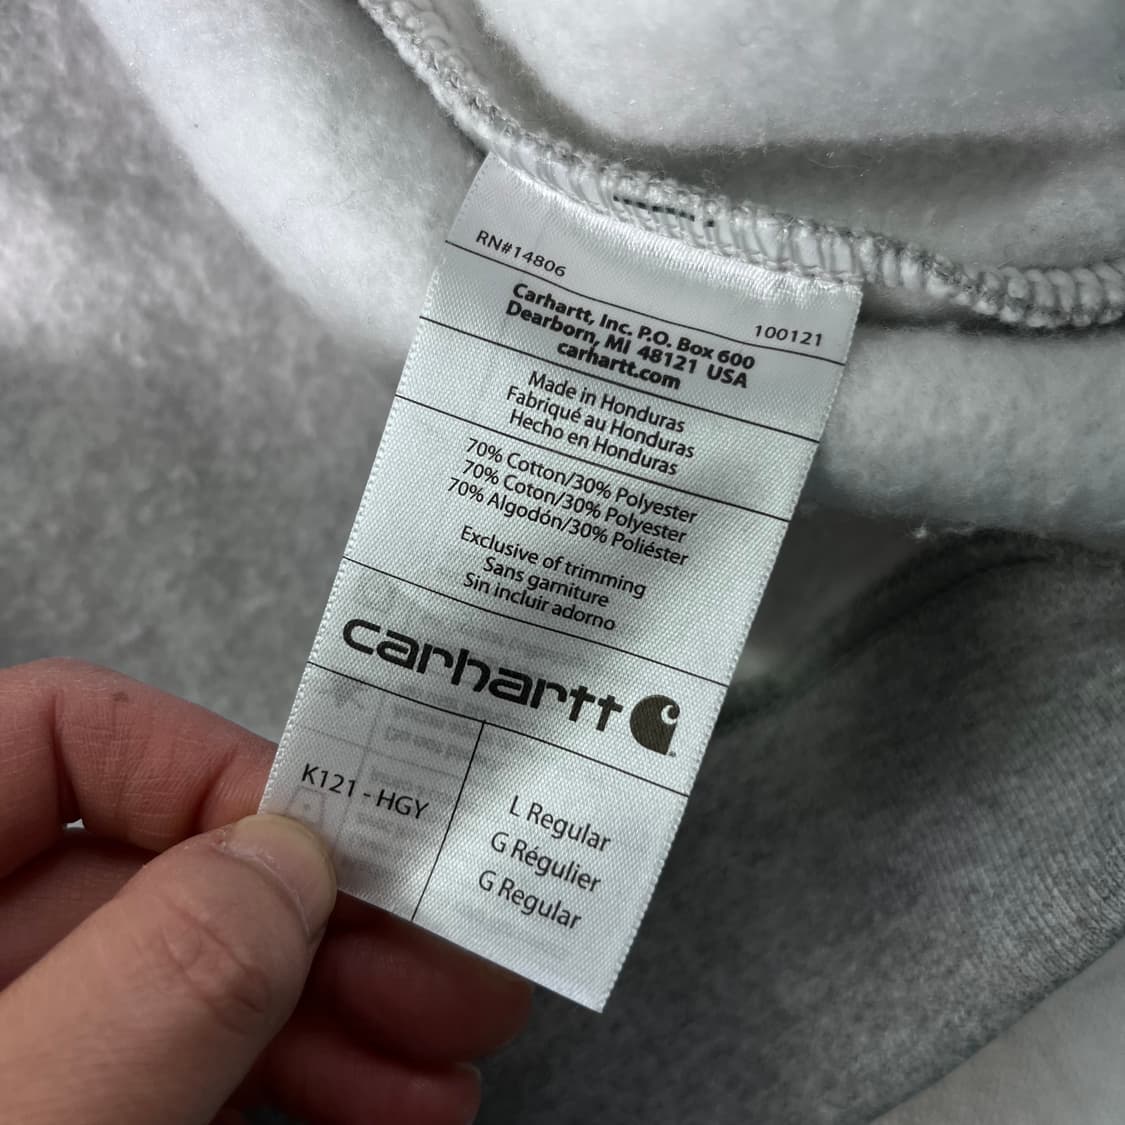 RN#14806
100121
Carhartt, Inc. P.O. Box 600
Dearborn, MI 48121 USA
carhartt.com
Made in Honduras
Fabriqué au Honduras
Hecho en Honduras
70% Cotton/30% Polyester
70% Coton/30% Polyester
70% Algodón/30% Poliéster
Exclusive of trimming
Sans garniture
Sin incluir adorno
carhartt
K121 - HGY
L Regular
G Régulier
G Regular